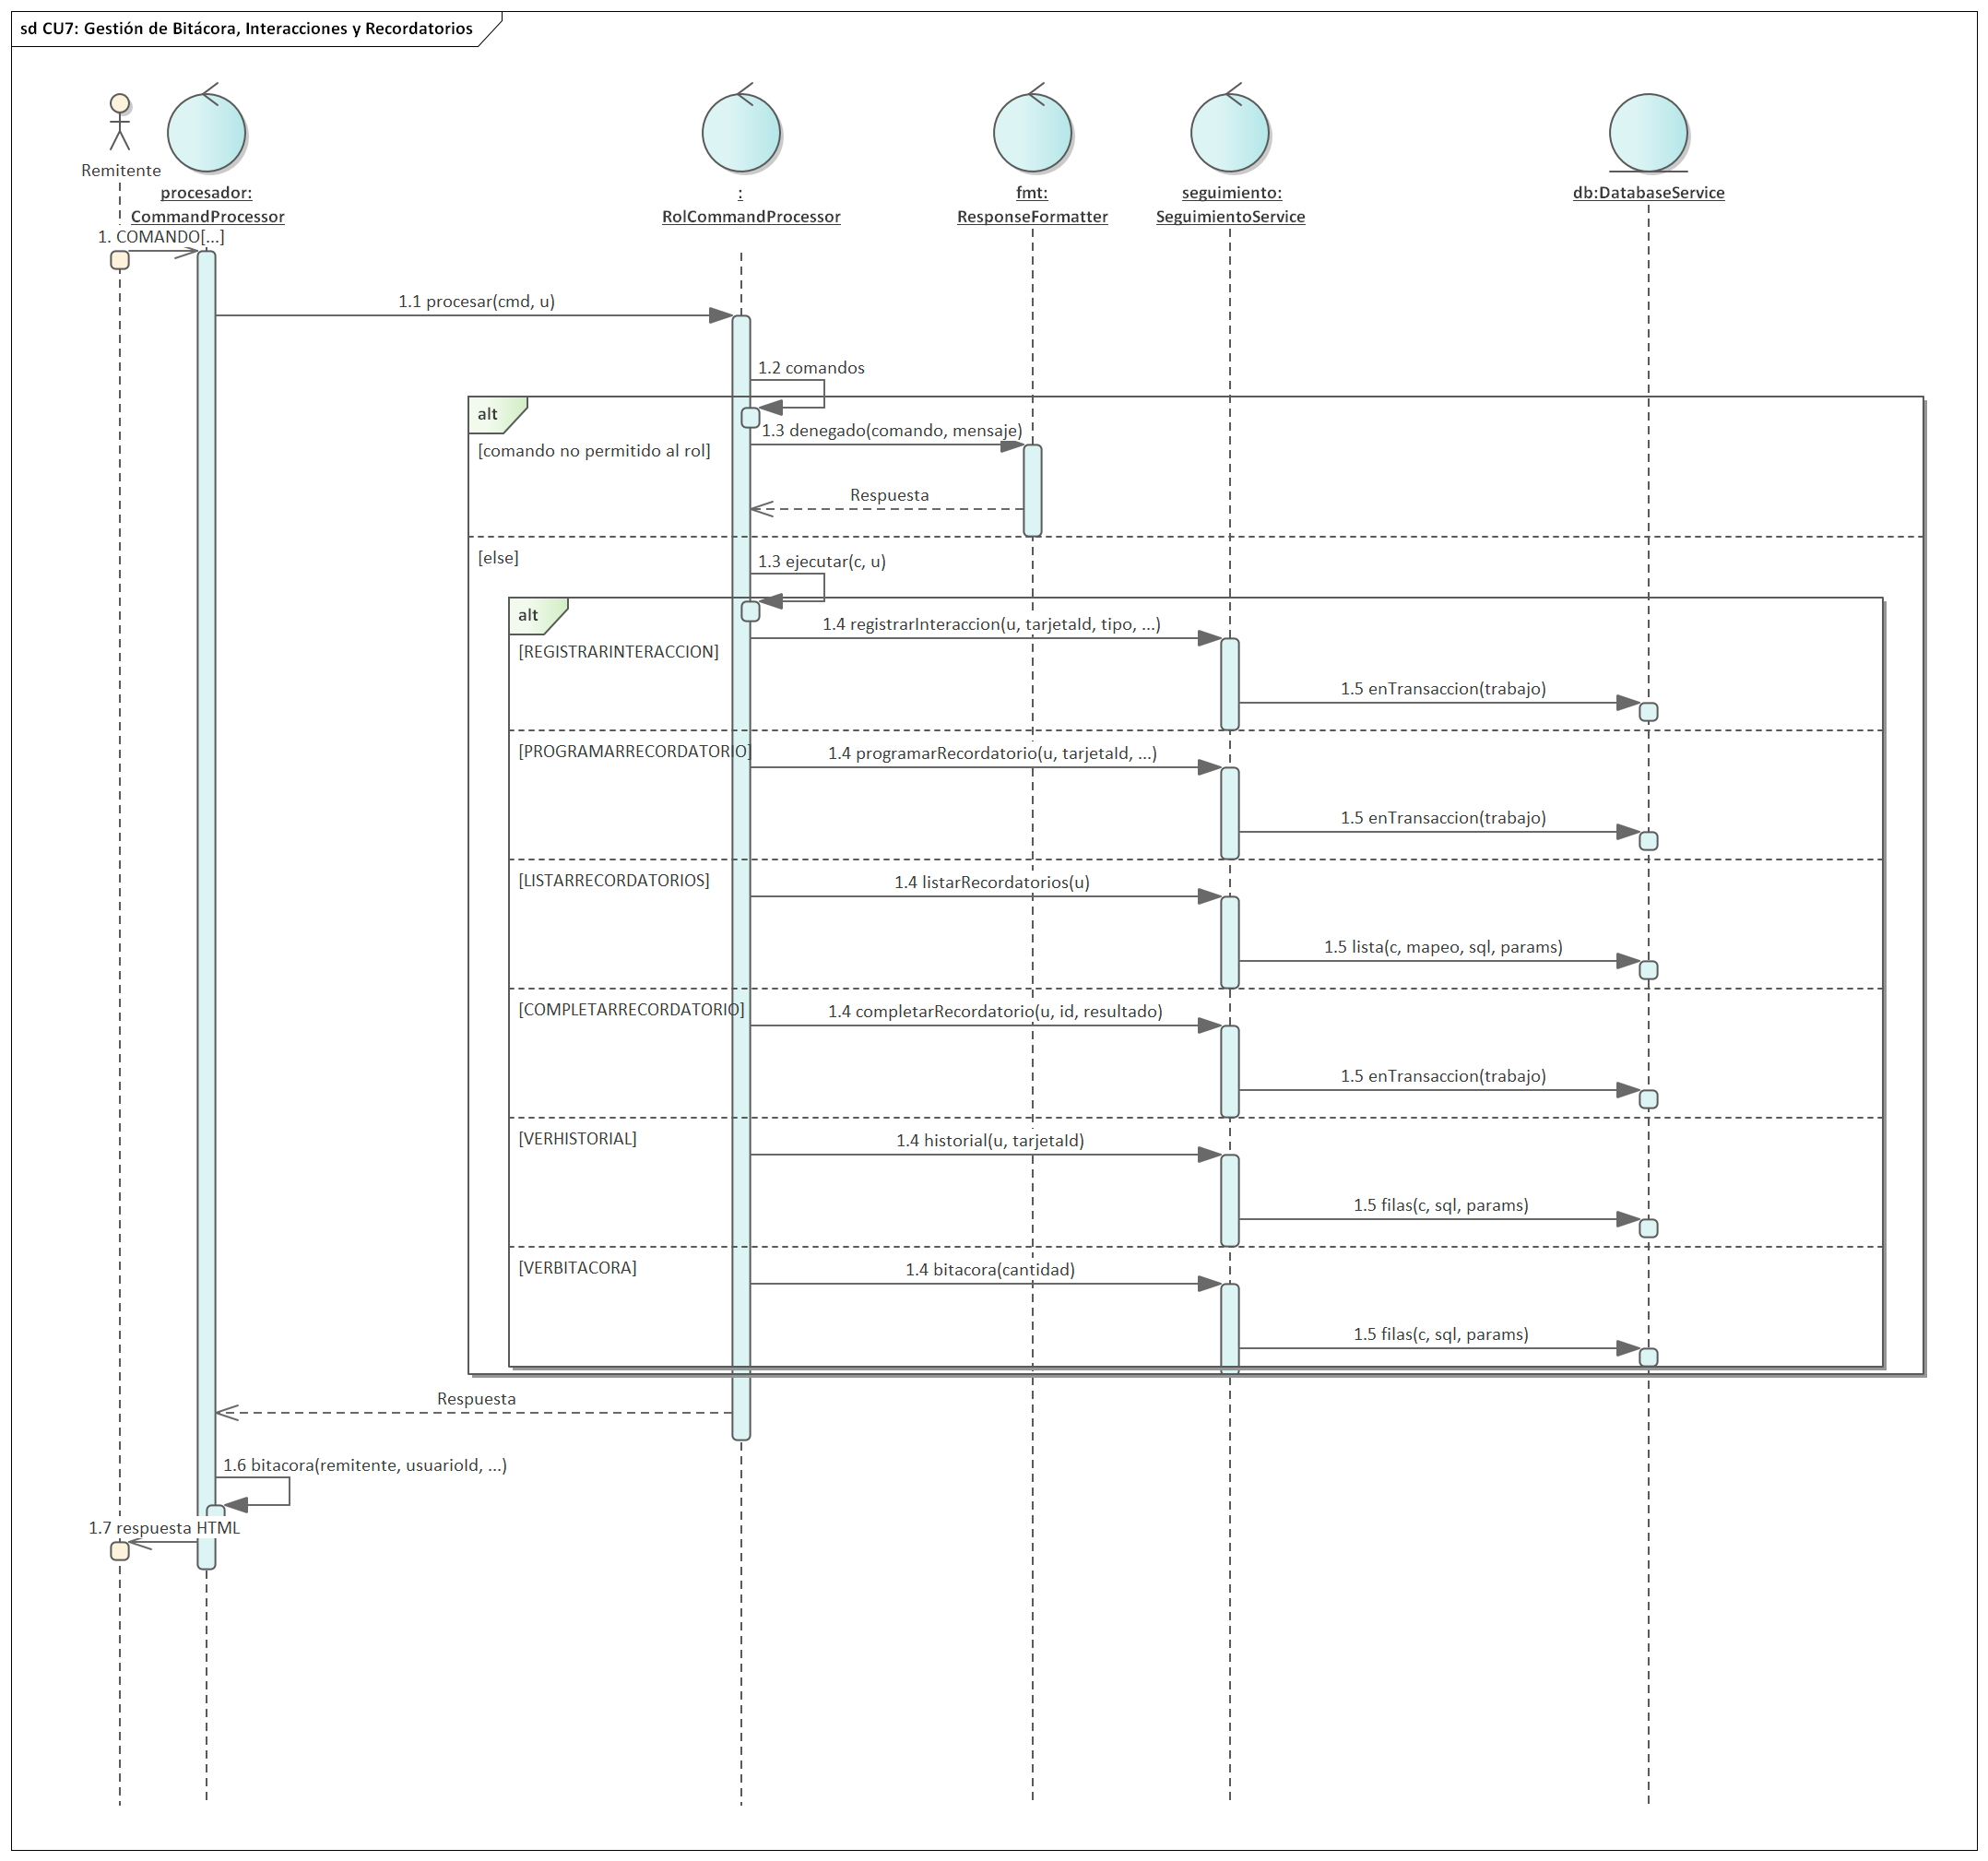 sd CU7: Gestión de Bitácora, Interacciones y Recordatorios
Remitente
procesador:
CommandProcessor
:
RolCommandProcessor
fmt:
ResponseFormatter
seguimiento:
SeguimientoService
db:DatabaseService
1. COMANDO[...]
1.1 procesar(cmd, u)
1.2 comandos
alt
1.3 denegado(comando, mensaje)
[comando no permitido al rol]
Respuesta
[else]
1.3 ejecutar(c, u)
alt
1.4 registrarInteraccion(u, tarjetaId, tipo, ...)
[REGISTRARINTERACCION]
1.5 enTransaccion(trabajo)
[PROGRAMARRECORDATORIO]
1.4 programarRecordatorio(u, tarjetaId, ...)
1.5 enTransaccion(trabajo)
[LISTARRECORDATORIOS]
1.4 listarRecordatorios(u)
1.5 lista(c, mapeo, sql, params)
[COMPLETARRECORDATORIO]
1.4 completarRecordatorio(u, id, resultado)
1.5 enTransaccion(trabajo)
[VERHISTORIAL]
1.4 historial(u, tarjetaId)
1.5 filas(c, sql, params)
[VERBITACORA]
1.4 bitacora(cantidad)
1.5 filas(c, sql, params)
Respuesta
1.6 bitacora(remitente, usuarioId, ...)
1.7 respuesta HTML